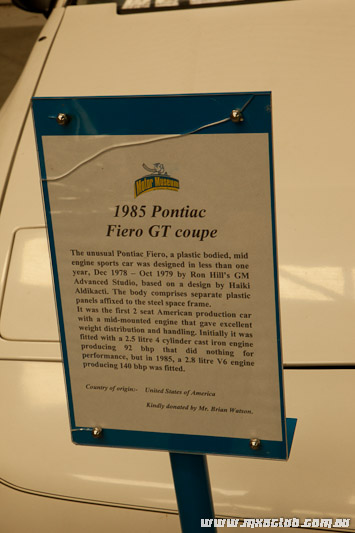 Motor Museum
1985 Pontiac
Fiero GT coupe
The unusual Pontiac Fiero, a plastic bodied, mid
engine sports car was designed in less than one
year, Dec 1978 – Oct 1979 by Ron Hill's GM
Advanced Studio, based on a design by Haiki
Aldikacti. The body comprises separate plastic
panels affixed to the steel space frame.
It was the first 2 seat American production car
with a mid-mounted engine that gave excellent
weight distribution and handling. Initially it was
fitted with a 2.5 litre 4 cylinder cast iron engine
producing 92 bhp that did nothing for
performance, but in 1985, a 2.8 litre V6 engine
producing 140 bhp was fitted.
Country of origin:- United States of America
Kindly donated by Mr. Brian Watson.
www.mx5club.com.au